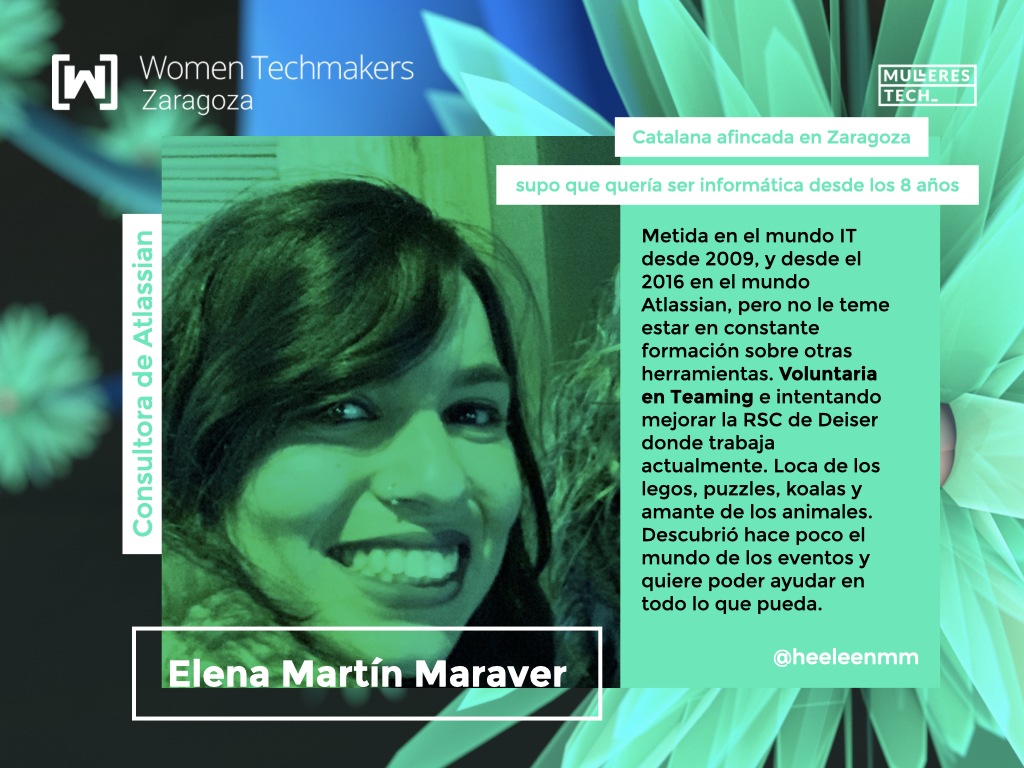 [W] Women Techmakers
Zaragoza
MULLERES
TECH_
Catalana afincada en Zaragoza
supo que quería ser informática desde los 8 años
Consultora de Atlassian
Metida en el mundo IT
desde 2009, y desde el
2016 en el mundo
Atlassian, pero no le teme
estar en constante
formación sobre otras
herramientas. Voluntaria
en Teaming e intentando
mejorar la RSC de Deiser
donde trabaja
actualmente. Loca de los
legos, puzzles, koalas y
amante de los animales.
Descubrió hace poco el
mundo de los eventos y
quiere poder ayudar en
todo lo que pueda.
@heeleenmm
Elena Martín Maraver